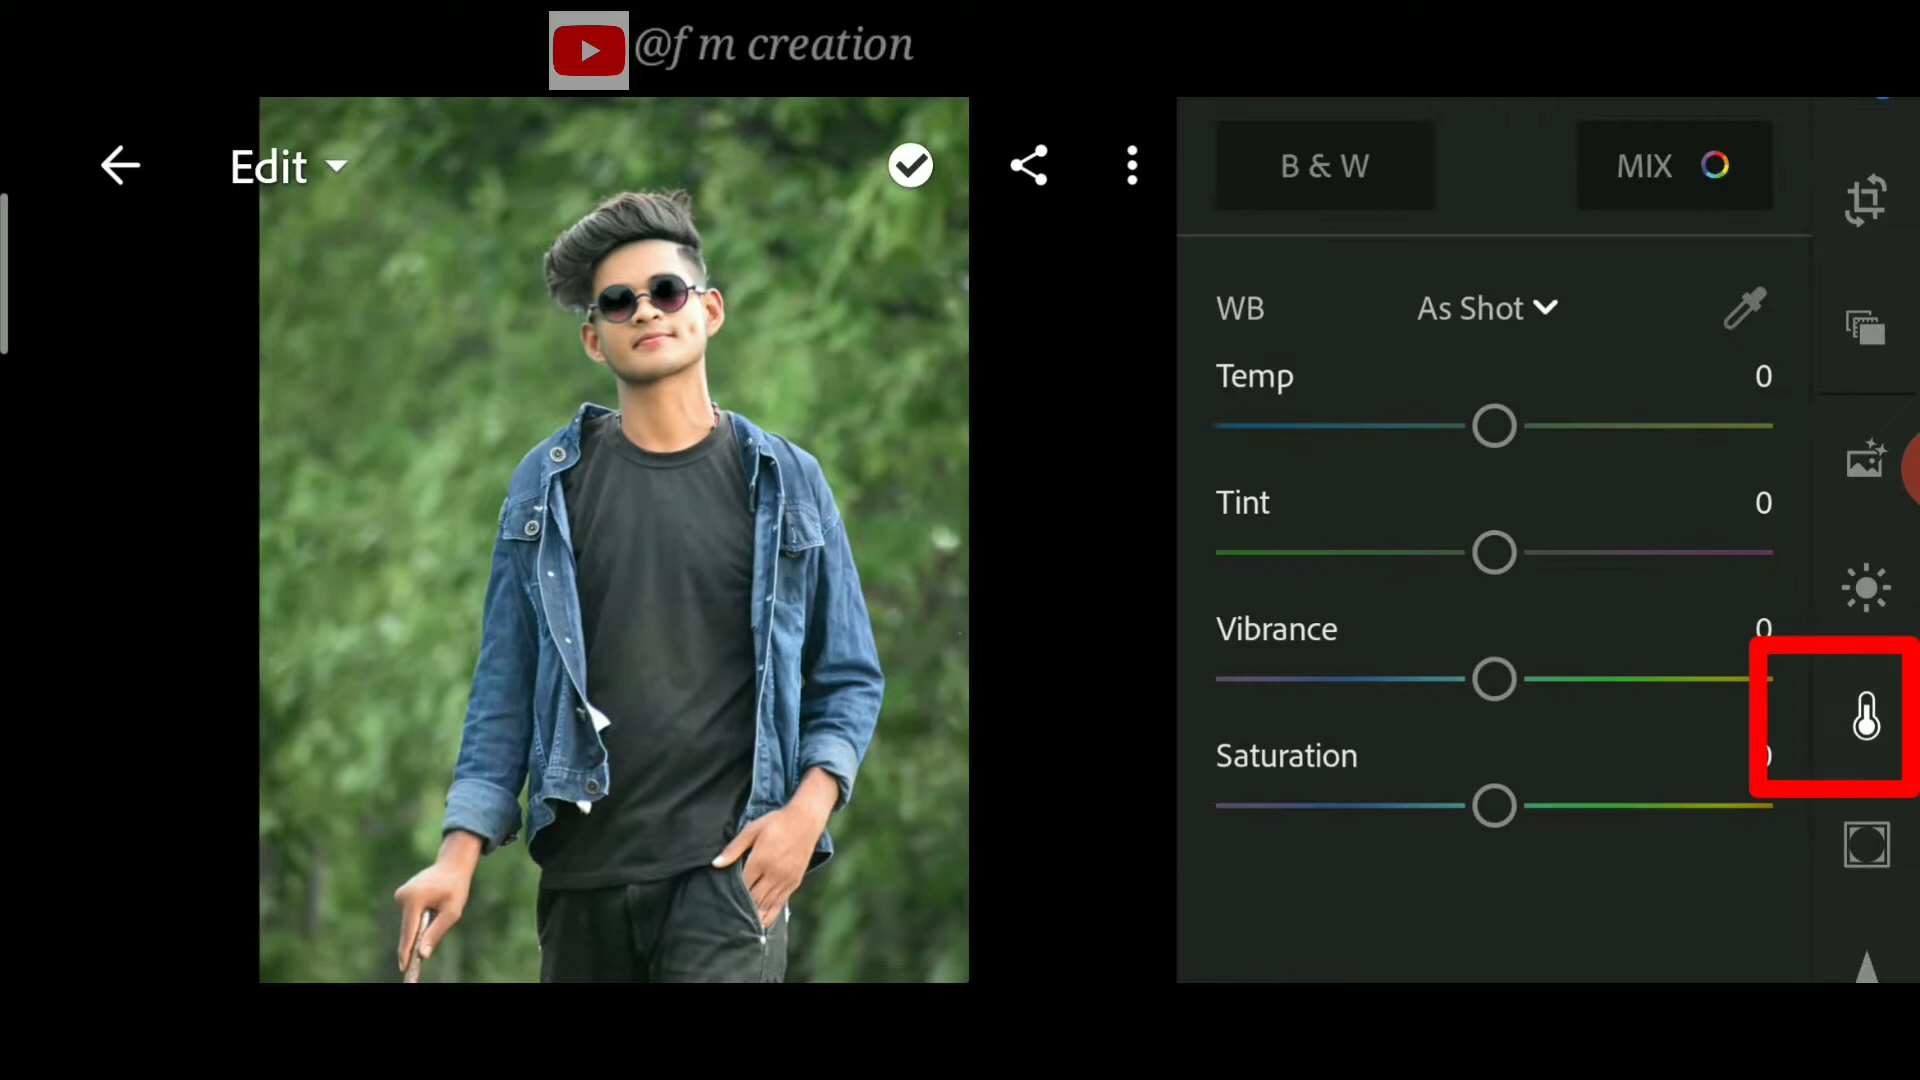 @f m creation
Edit
B & W
MIX
WB
As Shot
Temp
0
Tint
0
Vibrance
0
Saturation